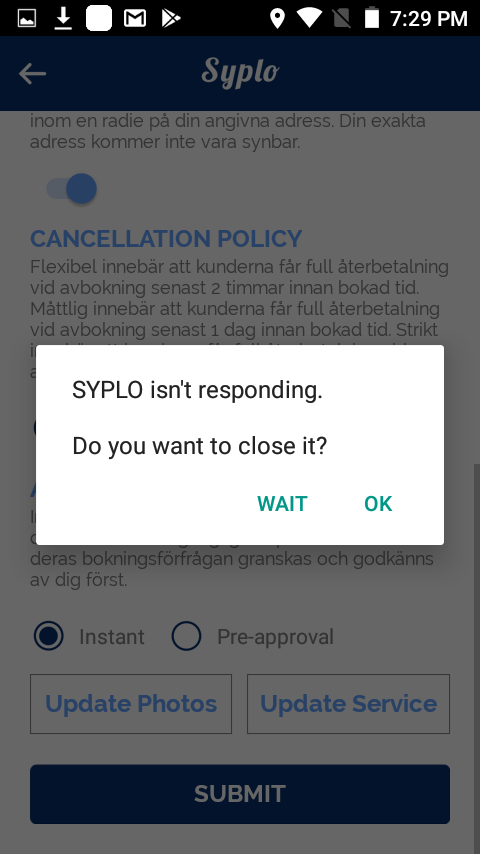 7:29 PM
Syplo
inom en radie på din angivna adress. Din exakta
adress kommer inte vara synbar.
CANCELLATION POLICY
Flexibel innebär att kunderna får full återbetalning
vid avbokning senast 2 timmar innan bokad tid.
Måttlig innebär att kunderna får full återbetalning
vid avbokning senast 1 dag innan bokad tid. Strikt
SYPLO isn't responding.
Do you want to close it?
WAIT OK
deras bokningsförfrågan granskas och godkänns
av dig först.
Instant Pre-approval
Update Photos Update Service
SUBMIT